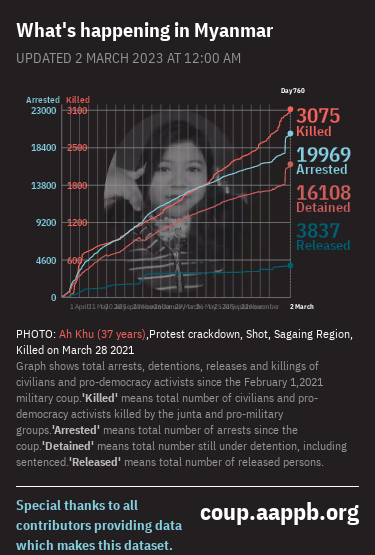 What's happening in Myanmar
UPDATED 2 MARCH 2023 AT 12:00 AM
Day760
Arrested Killed
23000 3100
18400 2500
13800 1800
9200 1200
4600 600
0
3075
Killed
19969
Arrested
16108
Detained
3837
Released
2 March
PHOTO: Ah Khu (37 years),Protest crackdown, Shot, Sagaing Region,
Killed on March 28 2021
Graph shows total arrests, detentions, releases and killings of
civilians and pro-democracy activists since the February 1,2021
military coup.'Killed' means total number of civilians and pro-
democracy activists killed by the junta and pro-military
groups.'Arrested' means total number of arrests since the
coup.'Detained' means total number still under detention, including
sentenced.'Released' means total number of released persons.
Special thanks to all
contributors providing data
which makes this dataset.
coup.aappb.org